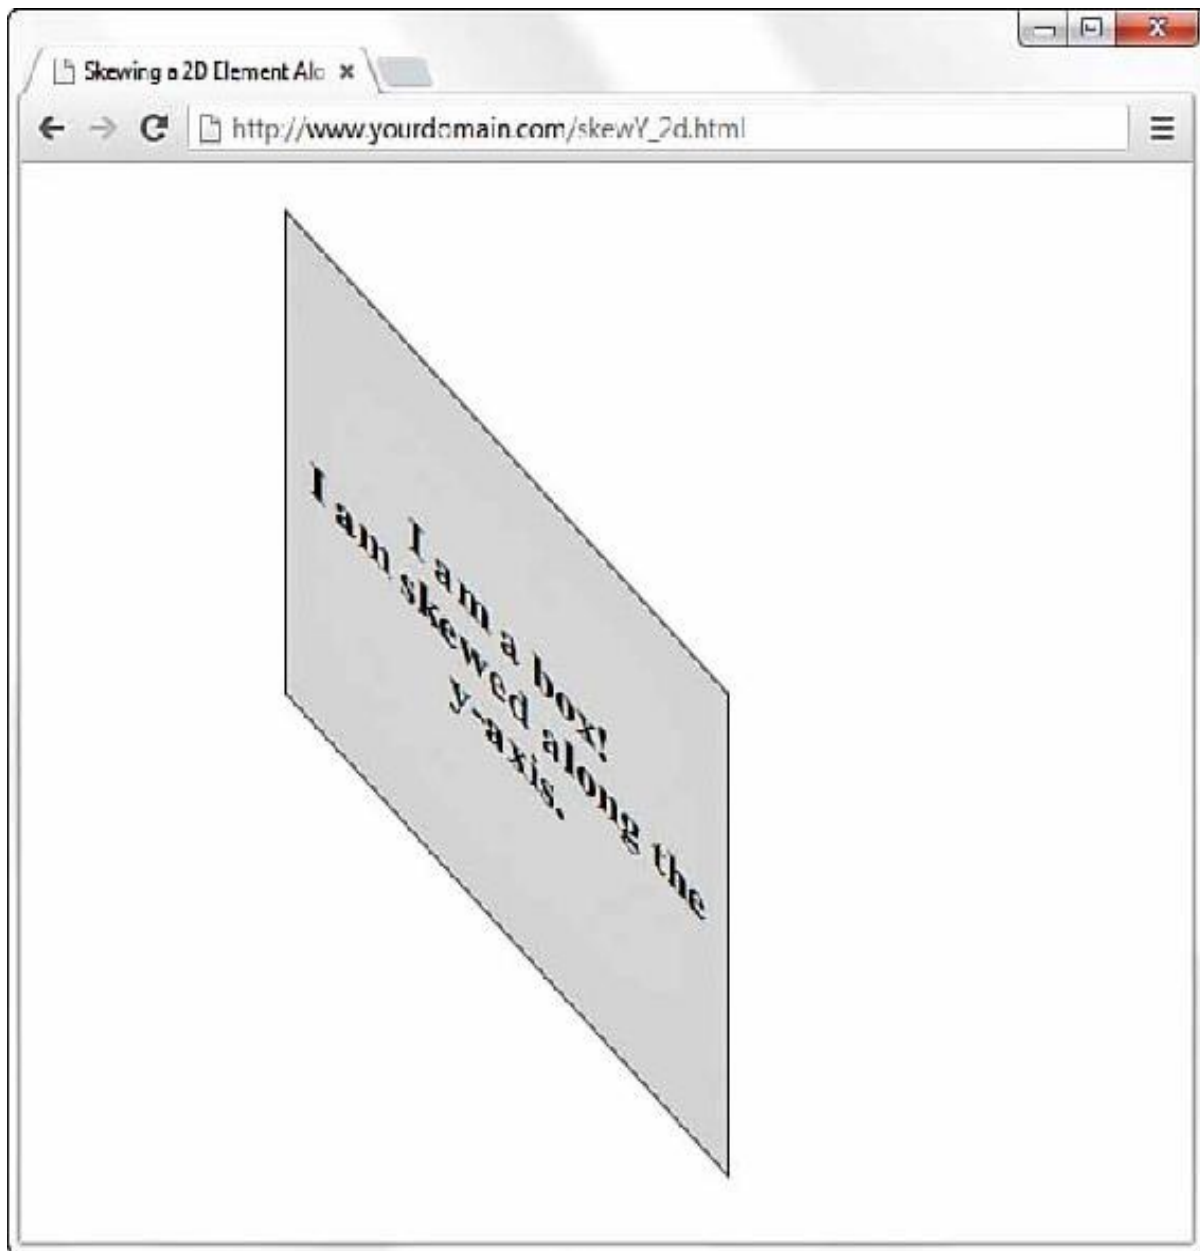 Skewing a 2D Element Alo
http://www.yourdomain.com/skewY_2d.html
I am a box!
I am skewed along the
y-axis.